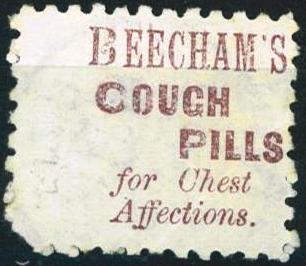 BEECHAM'S
COUGH
PILLS
for Chest
Affections.